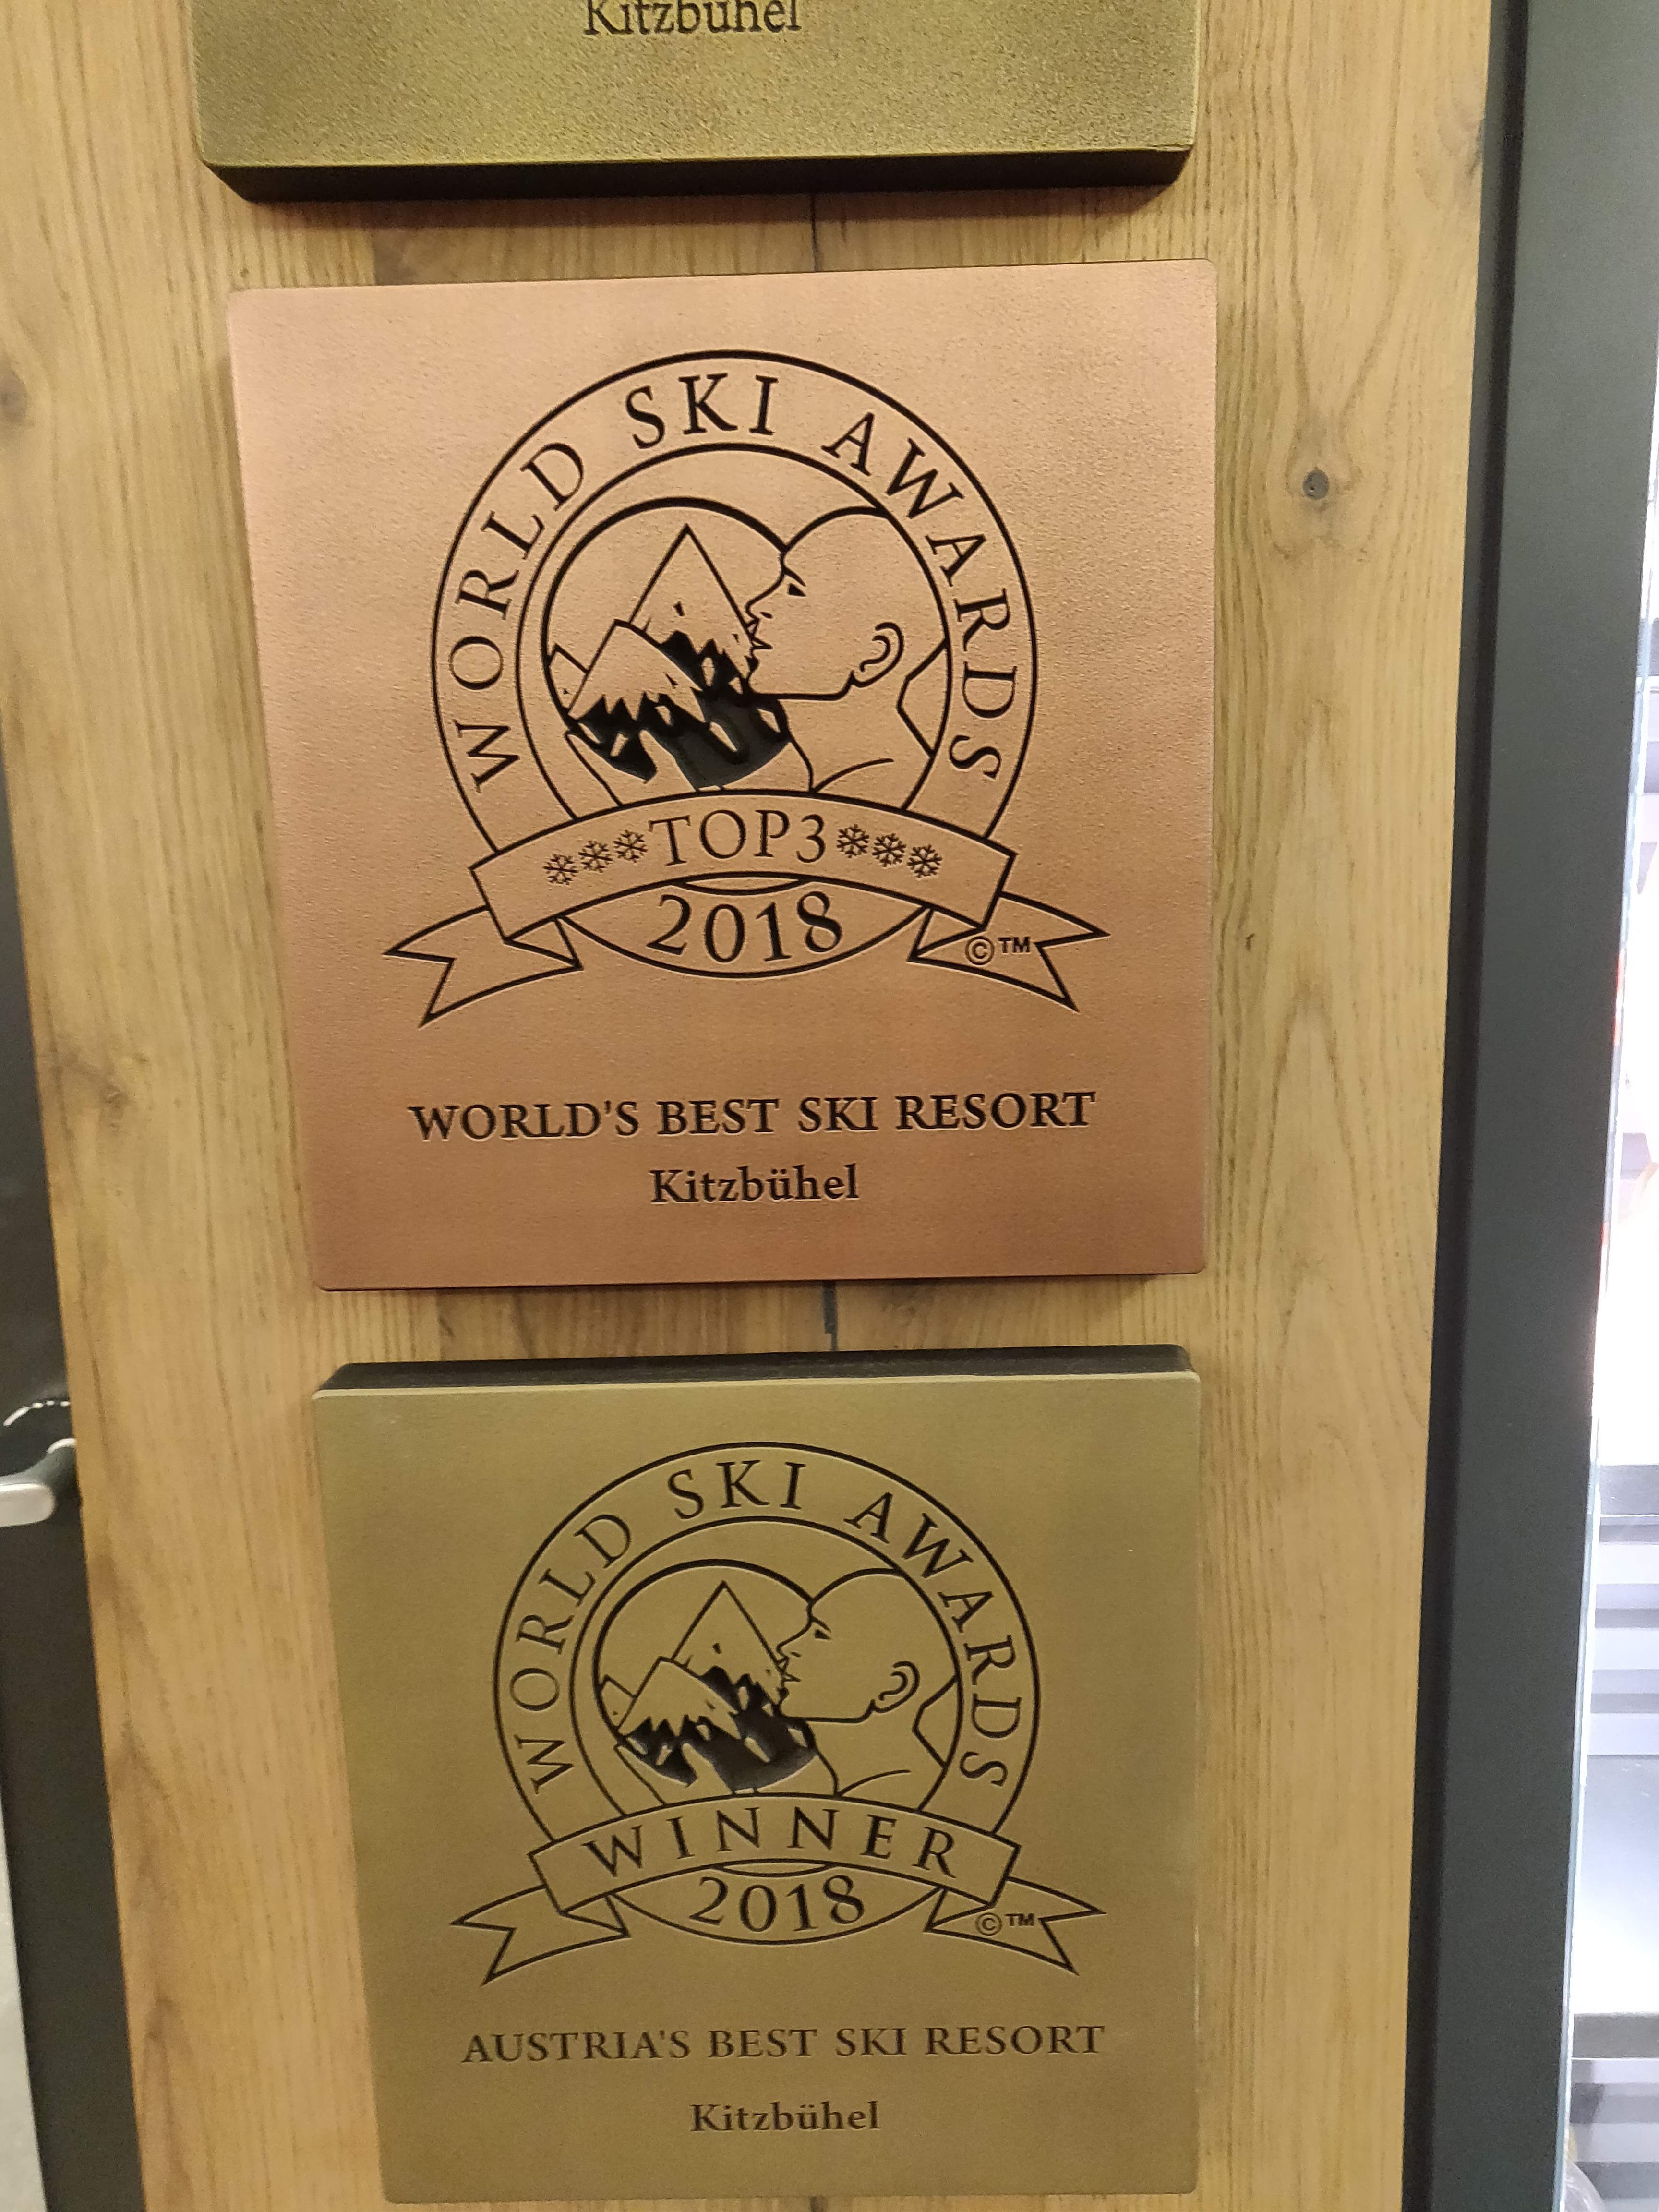 Kitzbühel
WORLD SKI AWARDS
TOP3
2018
©™
WORLD'S BEST SKI RESORT
Kitzbühel
WORLD SKI AWARDS
WINNER
2018
©™
AUSTRIA'S BEST SKI RESORT
Kitzbühel